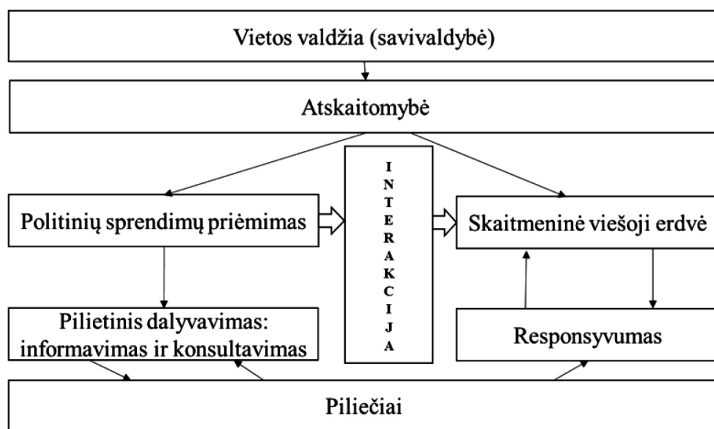 Vietos valdžia (savivaldybė)
Atskaitomybė
Politinių sprendimų priėmimas
INTERAKCIJA
Skaitmeninė viešoji erdvė
Pilietinis dalyvavimas:
informavimas ir konsultavimas
Responsyvumas
Piliečiai